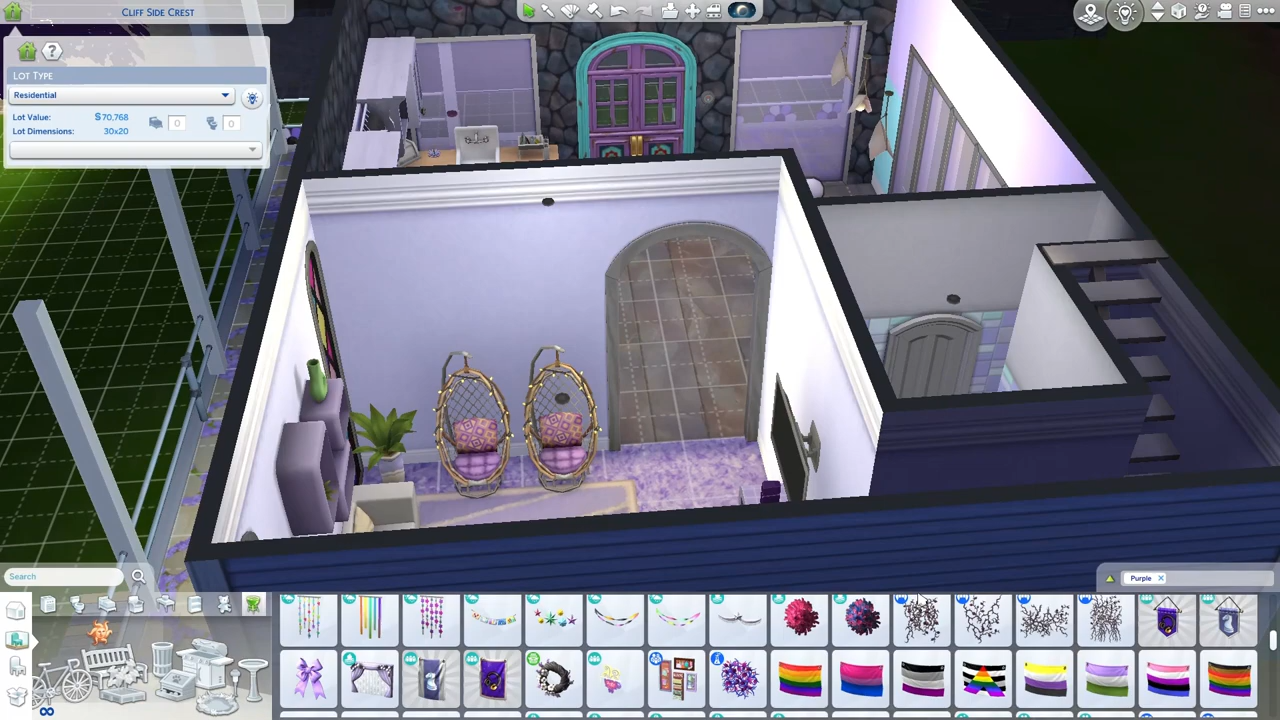 CLIFF SIDE CREST
?
LOT TYPE
Residential
Lot Value: §70,768
0
0
Lot Dimensions: 30x20
Search
Purple X